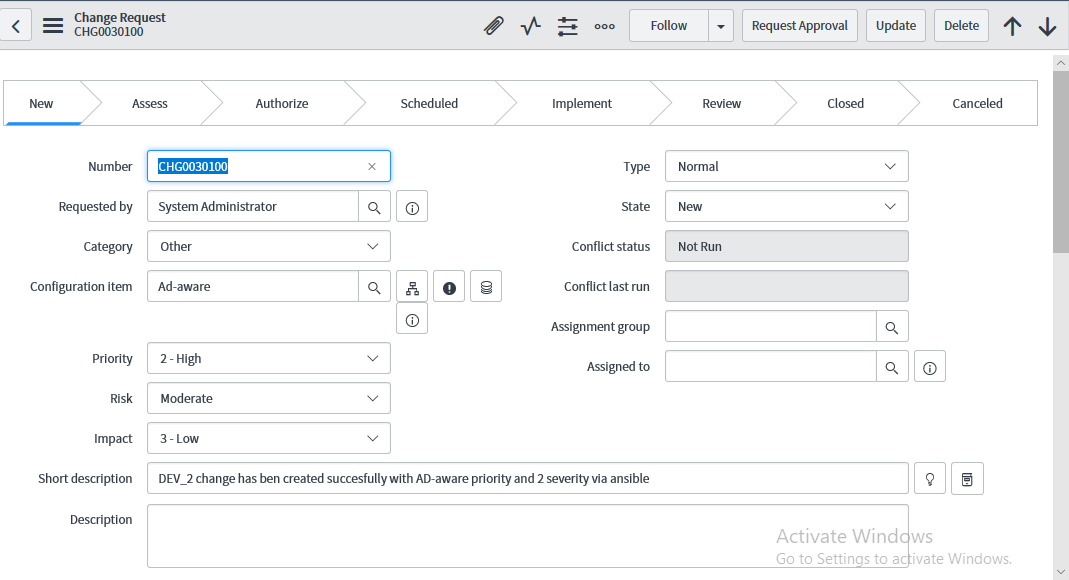 Change Request
CHG0030100
Follow
Request Approval
Update
Delete
New
Assess
Authorize
Scheduled
Implement
Review
Closed
Canceled
Number
CHG0030100
Type
Normal
Requested by
System Administrator
State
New
Category
Other
Conflict status
Not Run
Configuration item
Ad-aware
Conflict last run
Assignment group
Priority
2 - High
Assigned to
Risk
Moderate
Impact
3 - Low
Short description
DEV_2 change has ben created succesfully with AD-aware priority and 2 severity via ansible
Description
Activate Windows
Go to Settings to activate Windows.